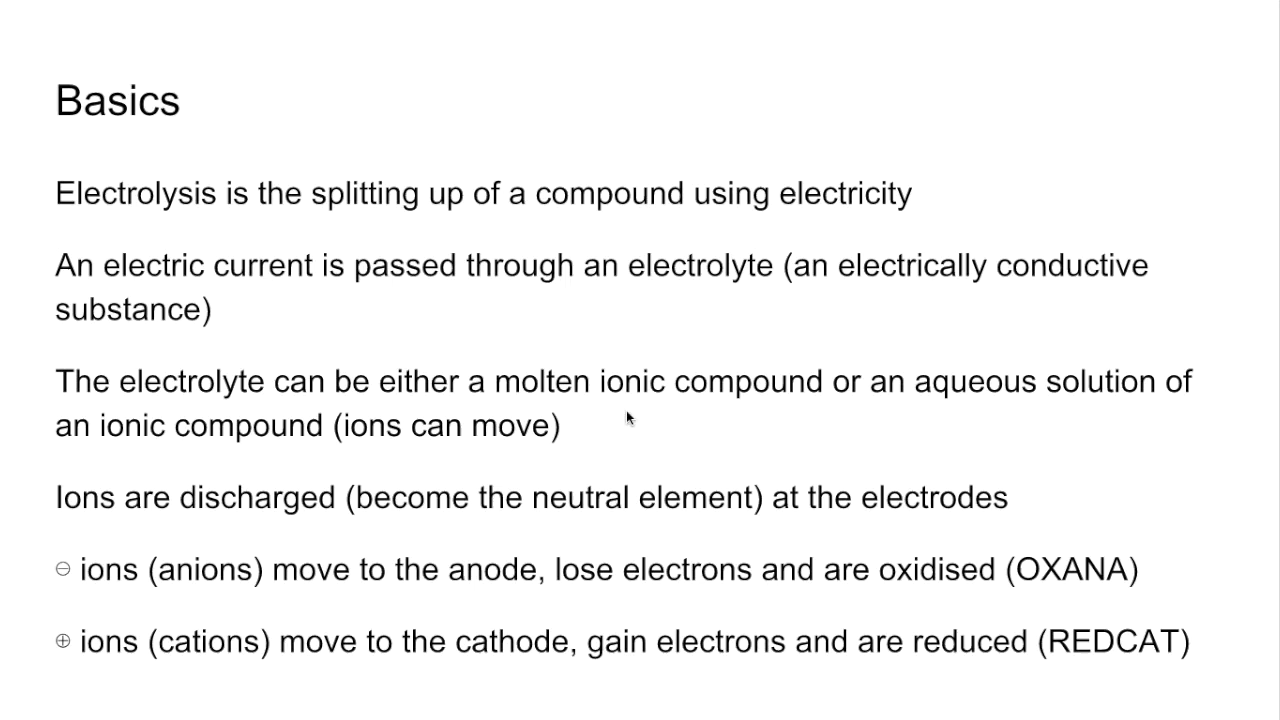 Basics
Electrolysis is the splitting up of a compound using electricity
An electric current is passed through an electrolyte (an electrically conductive
substance)
The electrolyte can be either a molten ionic compound or an aqueous solution of
an ionic compound (ions can move)
Ions are discharged (become the neutral element) at the electrodes
⊖ ions (anions) move to the anode, lose electrons and are oxidised (OXANA)
⊕ ions (cations) move to the cathode, gain electrons and are reduced (REDCAT)